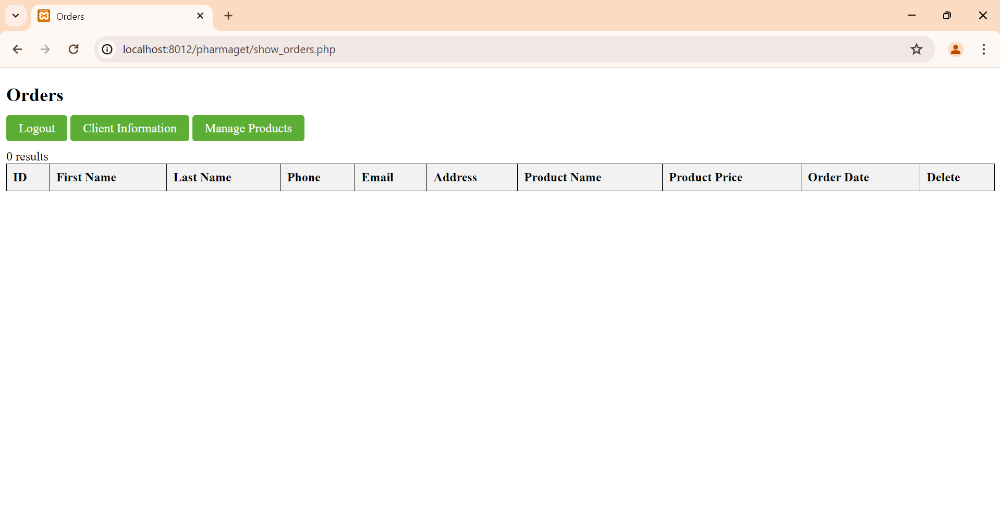 Orders
localhost:8012/pharmaget/show_orders.php
Orders
Logout Client Information Manage Products
0 results
ID First Name Last Name Phone Email Address Product Name Product Price Order Date Delete